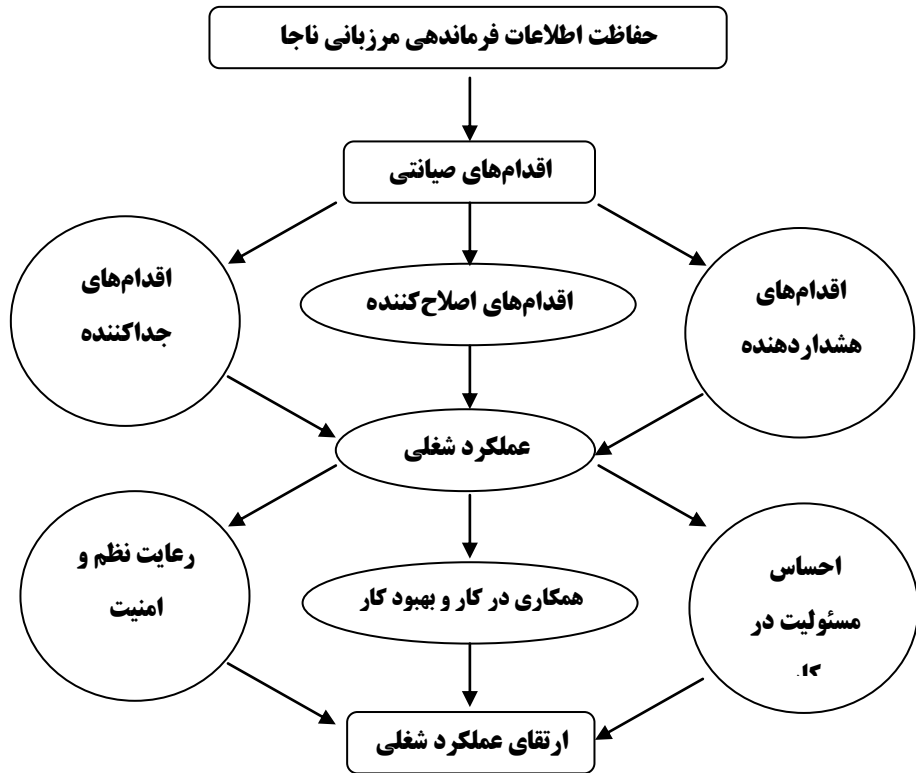 حفاظت اطلاعات فرماندهی مرزبانی ناجا
اقدام‌های صیانتی
اقدام‌های
هشداردهنده
اقدام‌های اصلاح‌کننده
اقدام‌های
جداکننده
عملکرد شغلی
احساس
مسئولیت در
همکاری در کار و بهبود کار
رعایت نظم و
امنیت
ارتقای عملکرد شغلی